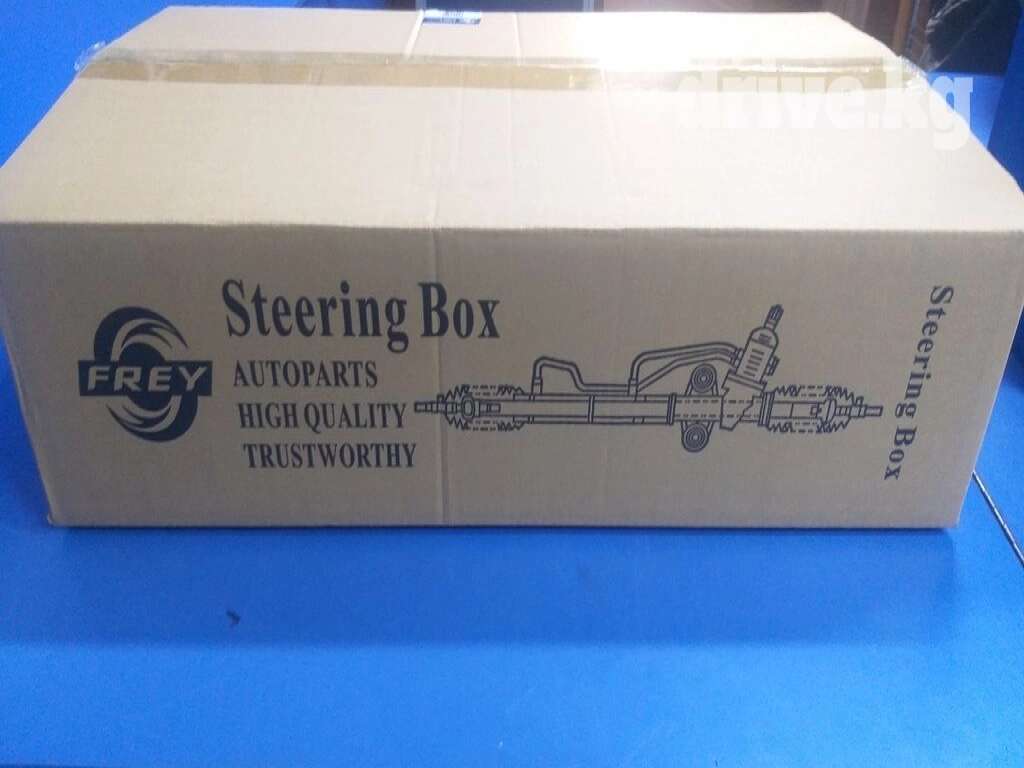 drive.kg
Steering Box
FREY
AUTOPARTS
HIGH QUALITY
TRUSTWORTHY
Steering Box